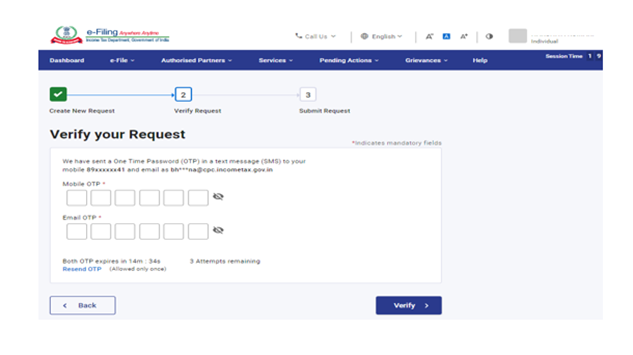 e-Filing Anywhere Anytime
Income Tax Department, Government of India
Call Us
English
A-
A
A+
Individual
Dashboard
e-File
Authorised Partners
Services
Pending Actions
Grievances
Help
Session Time 1 9
2
3
Create New Request
Verify Request
Submit Request
Verify your Request
*Indicates mandatory fields
We have sent a One Time Password (OTP) in a text message (SMS) to your
mobile 89xxxxxx41 and email as bh***na@cpc.incometax.gov.in
Mobile OTP *
Email OTP *
Both OTP expires in 14m : 34s
3 Attempts remaining
Resend OTP (Allowed only once)
< Back
Verify >